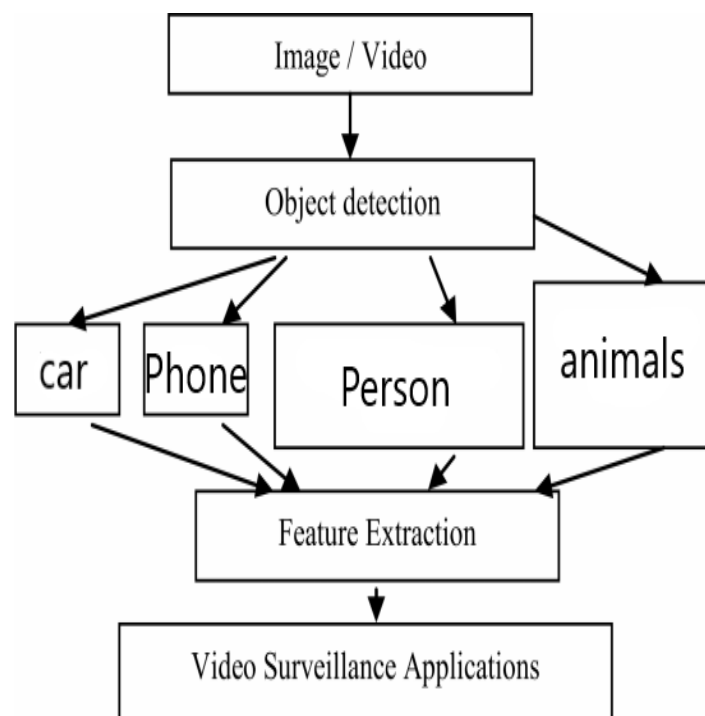 Image / Video
Object detection
car
Phone
Person
animals
Feature Extraction
Video Surveillance Applications